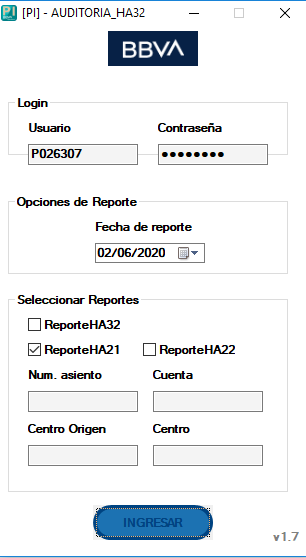 [PI] - AUDITORIA_HA32
BBVA
Login
Usuario Contraseña
P026307 ●●●●●●●●
Opciones de Reporte
Fecha de reporte
02/06/2020
Seleccionar Reportes
ReporteHA32
ReporteHA21 ReporteHA22
Num. asiento Cuenta
Centro Origen Centro
INGRESAR
v1.7